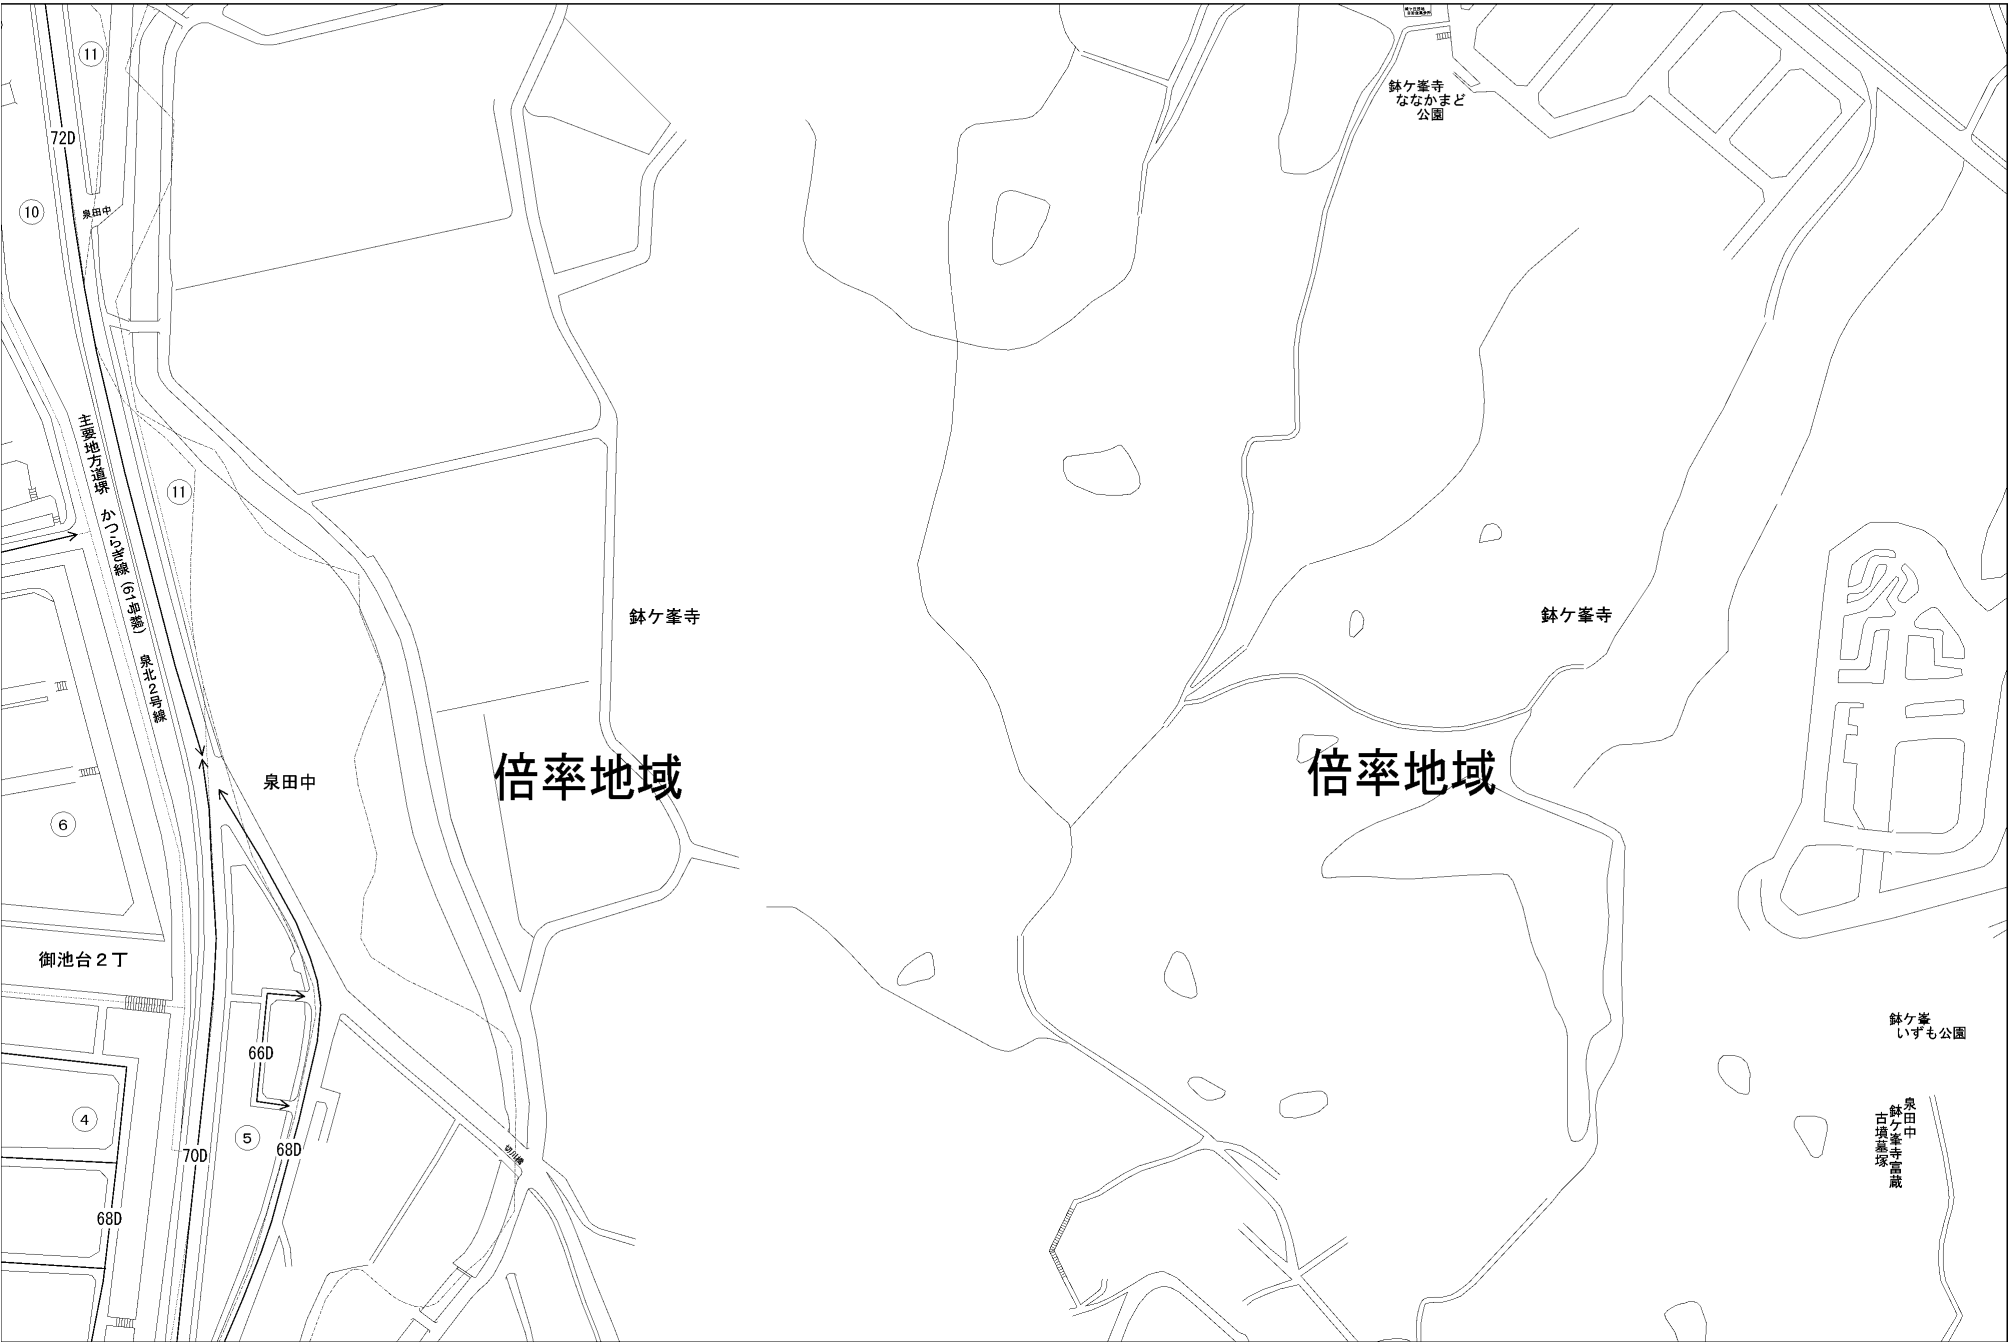 ⑪
鉢ケ峯寺
ななかまど
公園
72D
⑩
泉田中
主要地方道堺 かつらぎ線(61号線) 泉北2号線
⑪
鉢ケ峯寺
鉢ケ峯寺
倍率地域
倍率地域
泉田中
⑥
御池台2丁
66D
④
⑤
70D
68D
68D
切川橋
鉢ケ峯
いずも公園
泉田中
鉢ケ峯寺富蔵
古墳墓塚